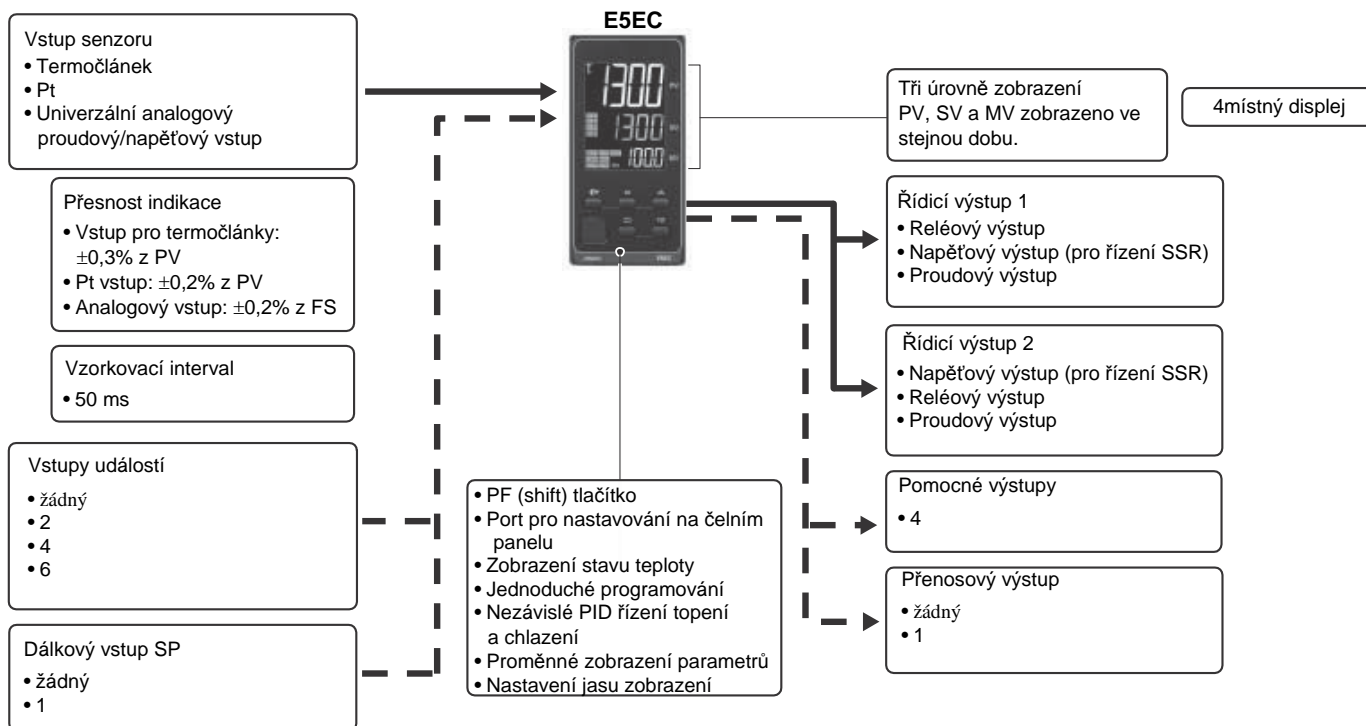 E5EC
Vstup senzoru
• Termočlánek
• Pt
• Univerzální analogový
proudový/napěťový vstup
Přesnost indikace
• Vstup pro termočlánky:
±0,3% z PV
• Pt vstup: ±0,2% z PV
• Analogový vstup: ±0,2% z FS
Vzorkovací interval
• 50 ms
Vstupy událostí
• žádný
• 2
• 4
• 6
Dálkový vstup SP
• žádný
• 1
1300
PV
1300
100.0
• PF (shift) tlačítko
• Port pro nastavování na čelním
panelu
• Zobrazení stavu teploty
• Jednoduché programování
• Nezávislé PID řízení topení
a chlazení
• Proměnné zobrazení parametrů
• Nastavení jasu zobrazení
Tři úrovně zobrazení
PV, SV a MV zobrazeno ve
stejnou dobu.
4místný displej
Řídicí výstup 1
• Reléový výstup
• Napěťový výstup (pro řízení SSR)
• Proudový výstup
Řídicí výstup 2
• Napěťový výstup (pro řízení SSR)
• Reléový výstup
• Proudový výstup
Pomocné výstupy
• 4
Přenosový výstup
• žádný
• 1